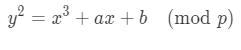 y² = x³ + ax + b (mod p)